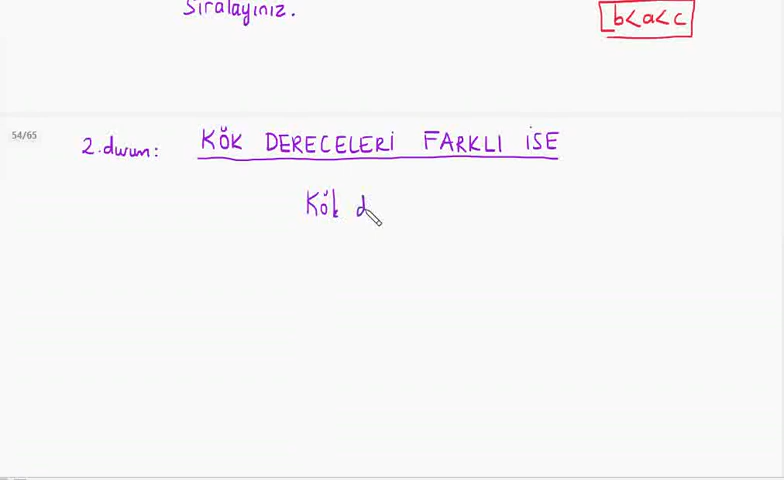 Sıralayınız.
b<a<c
54/65
2.durum: KÖK DERECELERİ FARKLI İSE
Kök d